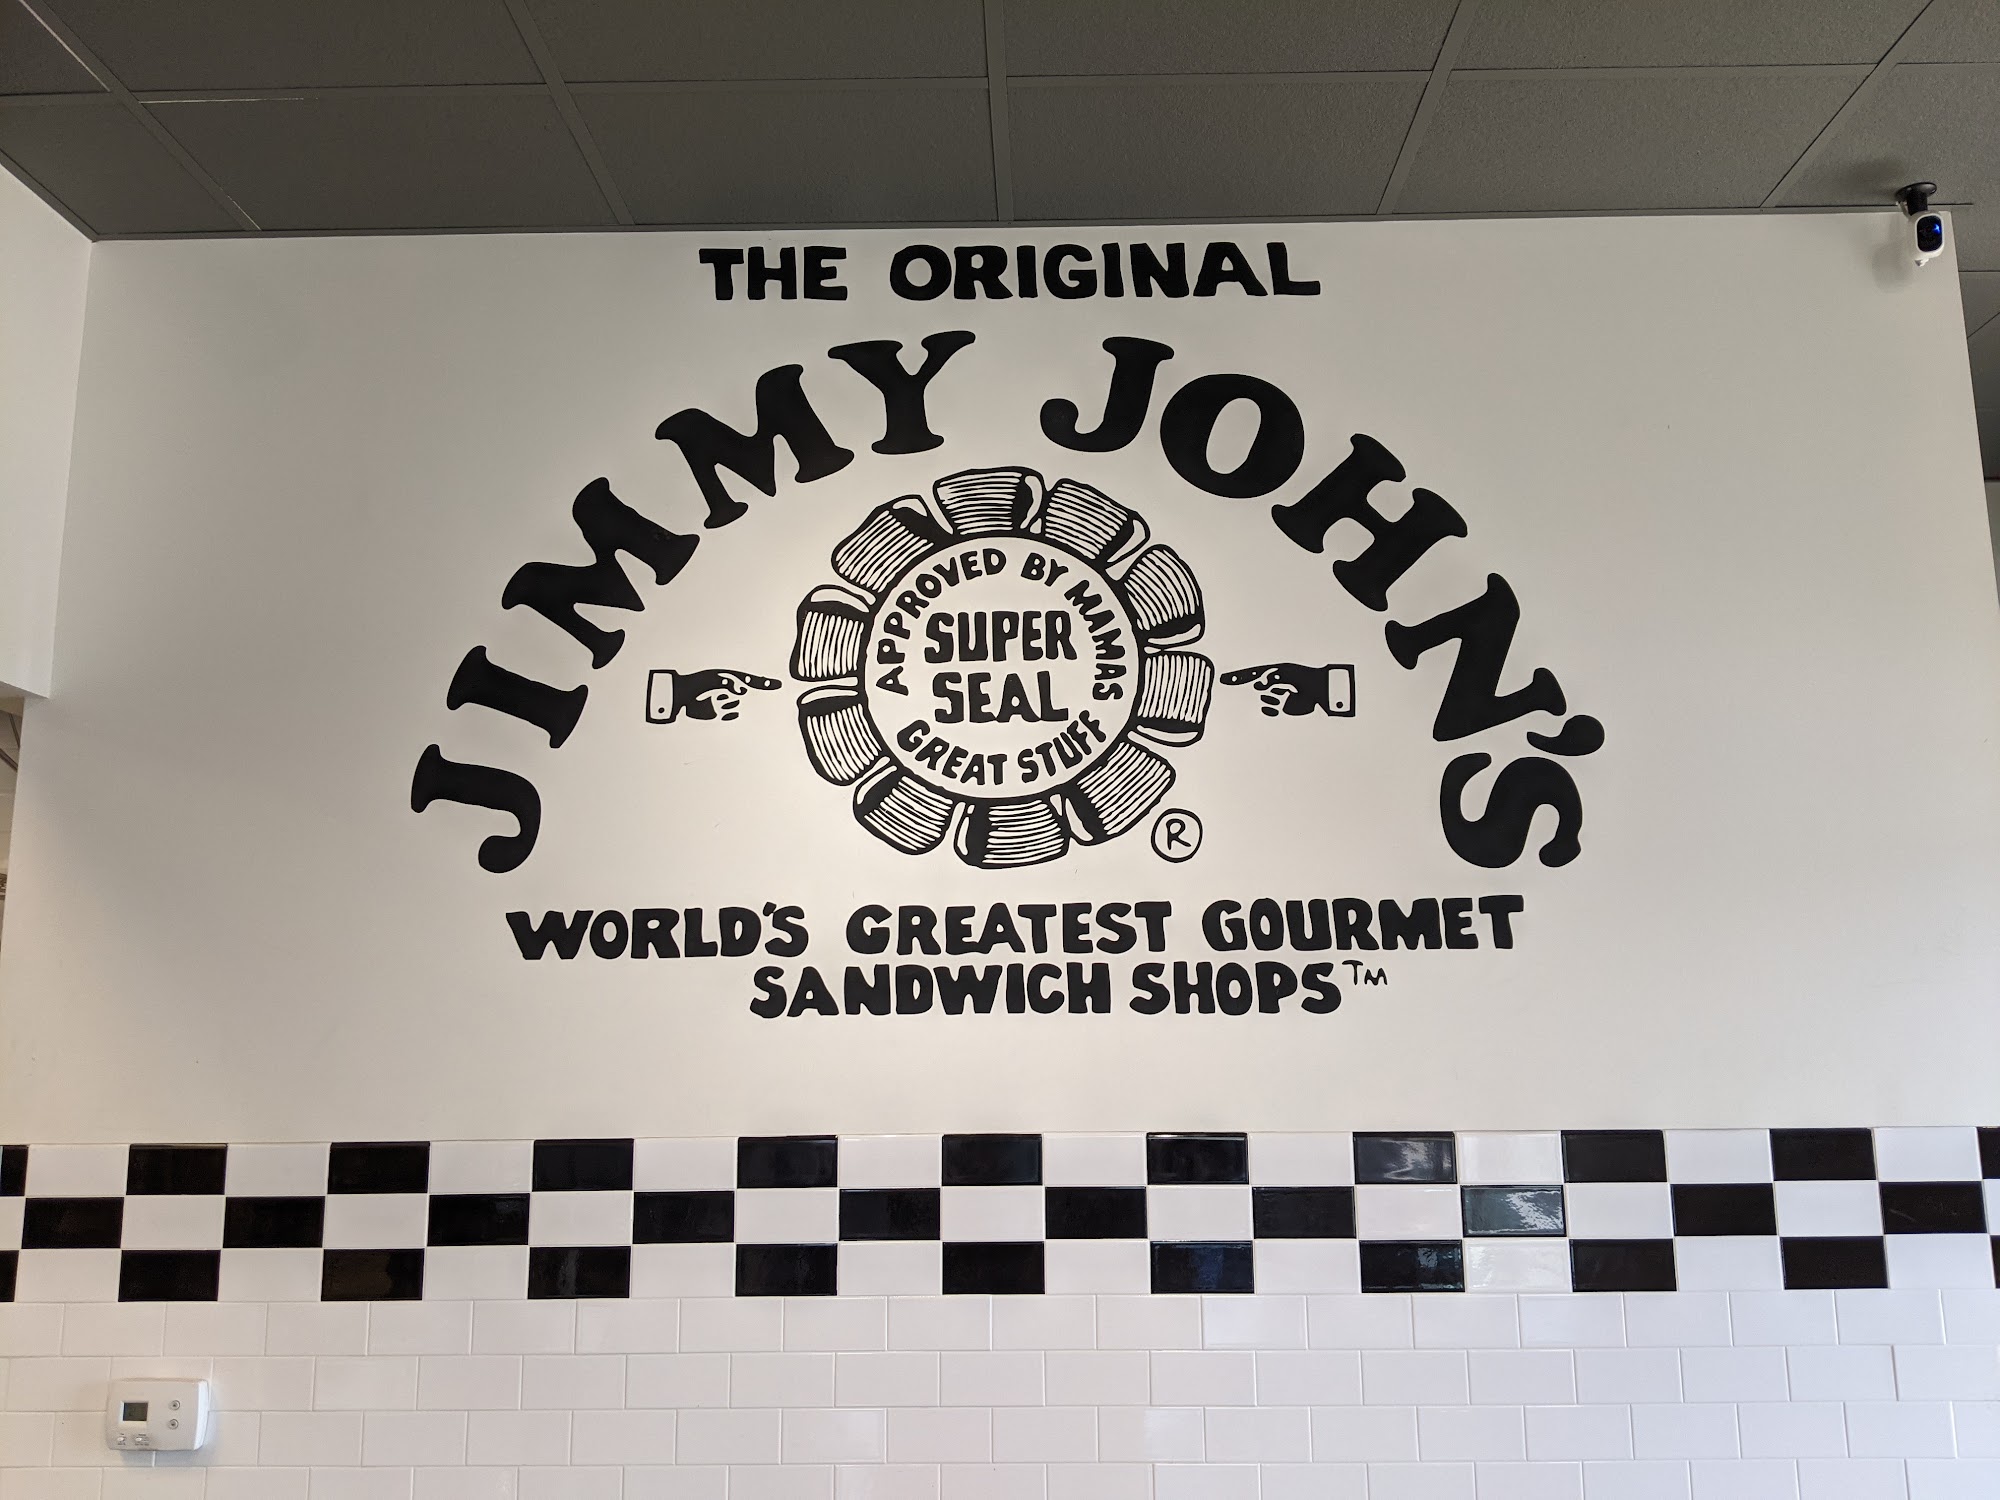 THE ORIGINAL
JIMMY JOHN'S
APPROVED BY MAMAS
SUPER
SEAL
GREAT STUFF
®
WORLD'S GREATEST GOURMET
SANDWICH SHOPS™